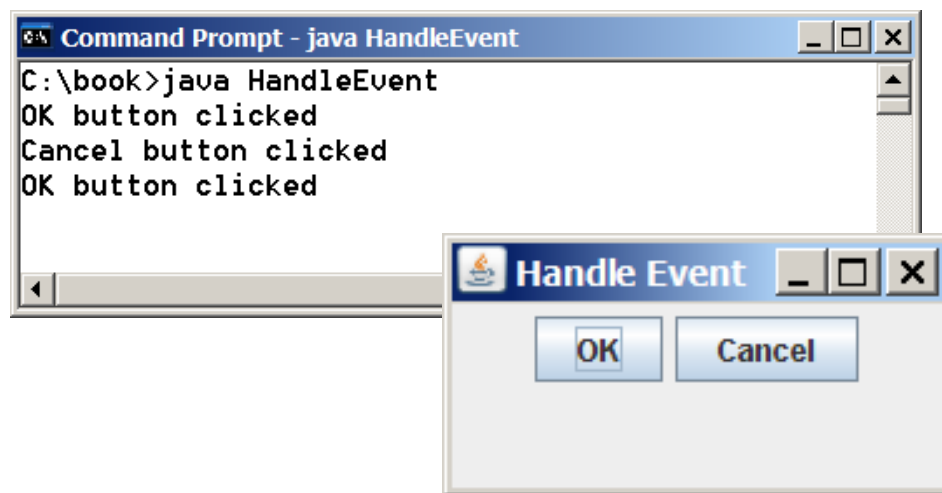 Command Prompt - java HandleEvent
C:\book>java HandleEvent
OK button clicked
Cancel button clicked
OK button clicked
Handle Event
OK Cancel